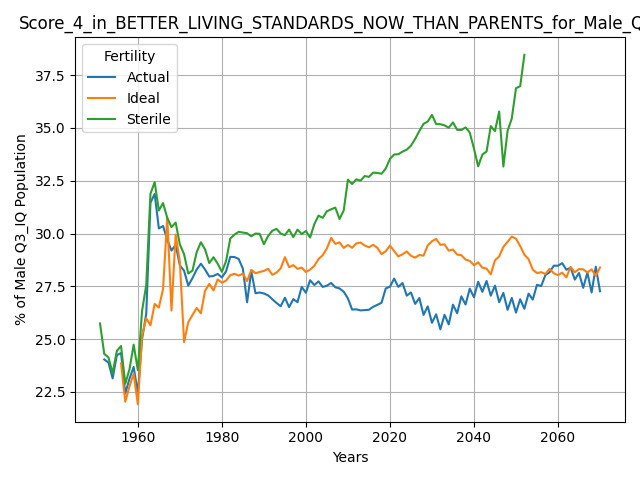 Score_4_in_BETTER_LIVING_STANDARDS_NOW_THAN_PARENTS_for_Male_Q
Fertility
Actual
Ideal
Sterile
% of Male Q3_IQ Population
37.5
35.0
32.5
30.0
27.5
25.0
22.5
1960 1980 2000 2020 2040 2060
Years